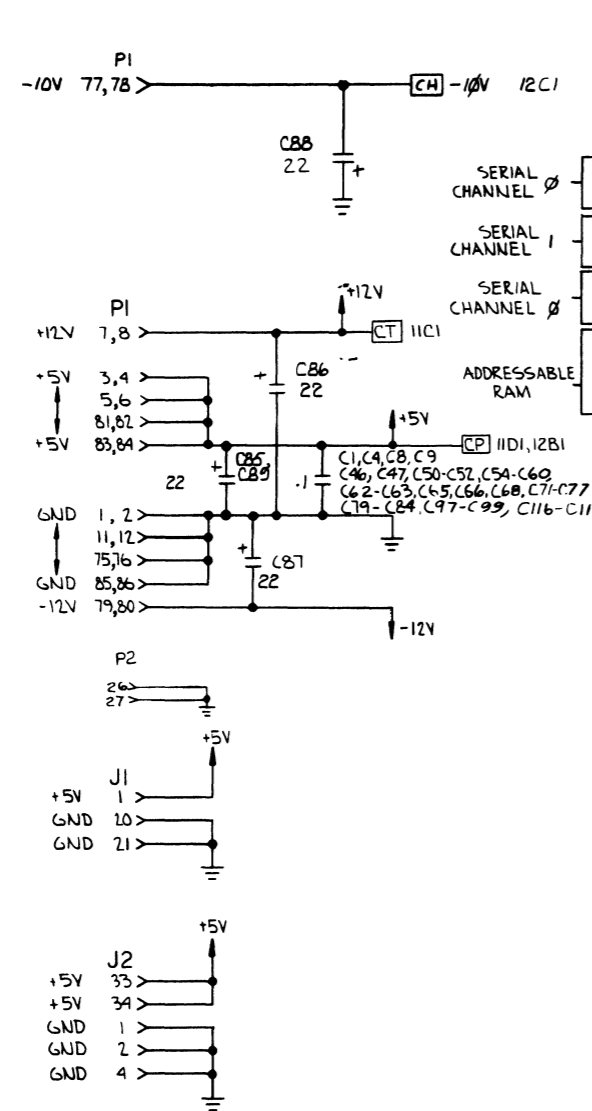 P1
-10V 77,78 CH -10V 12C1
C88
22 +
SERIAL
CHANNEL Ø
SERIAL
CHANNEL 1
SERIAL
CHANNEL Ø
ADDRESSABLE
RAM
+12V
P1
+12V 7,8 CT 11C1
+ C86
22
+5V 3,4
5,6
81,82
+5V 83,84
+5V
CP 11D1,12B1
22 + C85,
C89
.1
C1,C4,C8,C9
C46,C47,C50-C52,C54-C60,
C62-C63,C65,C66,C68,C71-C77
C79-C84,C97-C99,C116-C11
GND 1,2
11,12
75,76
GND 85,86
+ C87
22
-12V 79,80
-12V
P2
26
27
+5V
J1
+5V 1
GND 20
GND 21
+5V
J2
+5V 33
+5V 34
GND 1
GND 2
GND 4